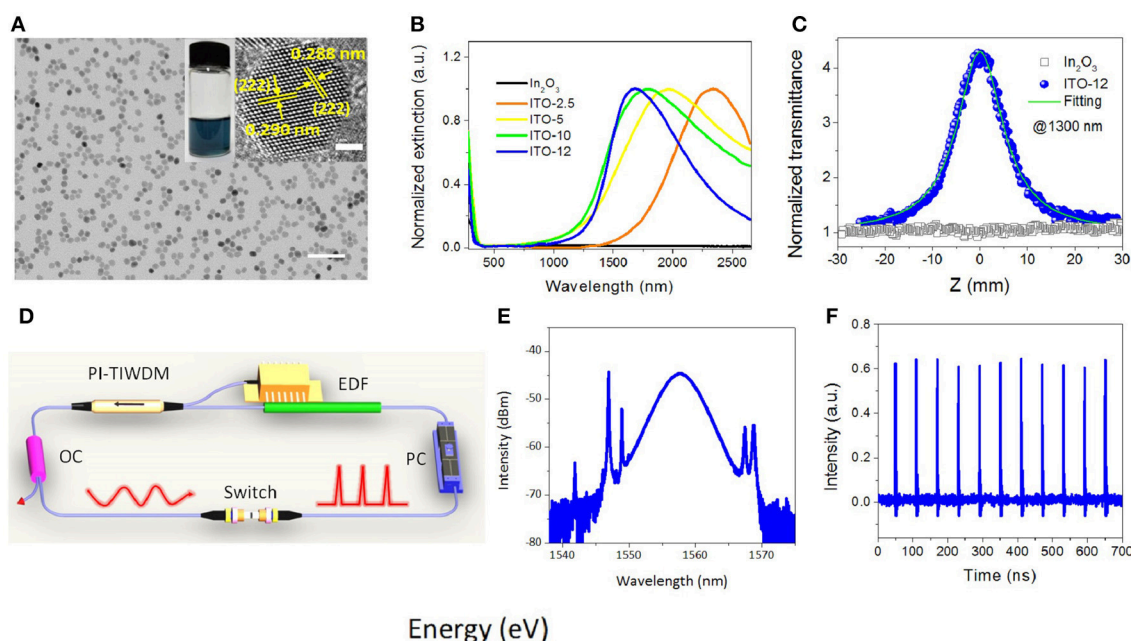 A
0.288 nm
(222)
(222)
0.290 nm
B
Normalized extinction (a.u.)
1.2
0.8
0.4
0.0
In2O3
ITO-2.5
ITO-5
ITO-10
ITO-12
500 1000 1500 2000 2500
Wavelength (nm)
C
Normalized transmittance
4
3
2
1
In2O3
ITO-12
Fitting
@1300 nm
-30 -20 -10 0 10 20 30
Z (mm)
D
PI-TIWDM
EDF
OC
PC
Switch
E
Intensity (dBm)
-40
-50
-60
-70
-80
1540 1550 1560 1570
Wavelength (nm)
F
Intensity (a.u.)
0.8
0.6
0.4
0.2
0.0
0 100 200 300 400 500 600 700
Time (ns)
Energy (eV)